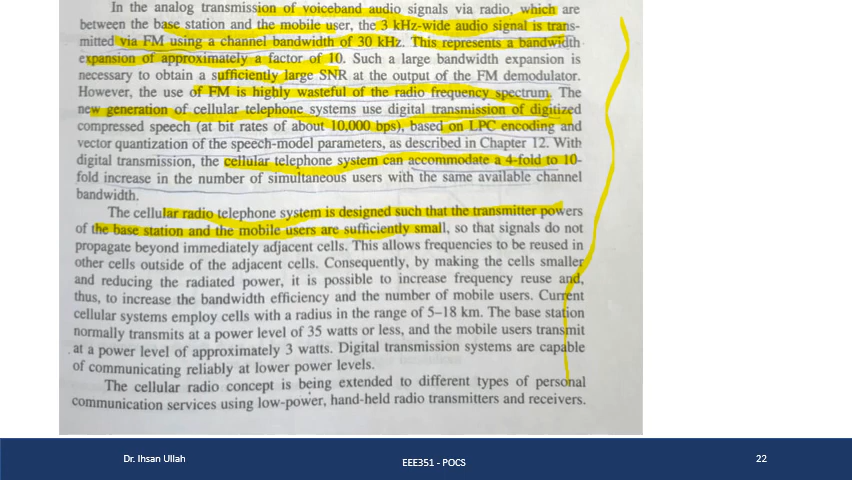 In the analog transmission of voiceband audio signals via radio, which are
between the base station and the mobile user, the 3 kHz-wide audio signal is trans-
mitted via FM using a channel bandwidth of 30 kHz. This represents a bandwidth
expansion of approximately a factor of 10. Such a large bandwidth expansion is
necessary to obtain a sufficiently large SNR at the output of the FM demodulator.
However, the use of FM is highly wasteful of the radio frequency spectrum. The
new generation of cellular telephone systems use digital transmission of digitized
compressed speech (at bit rates of about 10,000 bps), based on LPC encoding and
vector quantization of the speech-model parameters, as described in Chapter 12. With
digital transmission, the cellular telephone system can accommodate a 4-fold to 10-
fold increase in the number of simultaneous users with the same available channel
bandwidth.
The cellular radio telephone system is designed such that the transmitter powers
of the base station and the mobile users are sufficiently small, so that signals do not
propagate beyond immediately adjacent cells. This allows frequencies to be reused in
other cells outside of the adjacent cells. Consequently, by making the cells smaller
and reducing the radiated power, it is possible to increase frequency reuse and,
thus, to increase the bandwidth efficiency and the number of mobile users. Current
cellular systems employ cells with a radius in the range of 5–18 km. The base station
normally transmits at a power level of 35 watts or less, and the mobile users transmit
at a power level of approximately 3 watts. Digital transmission systems are capable
of communicating reliably at lower power levels.
The cellular radio concept is being extended to different types of personal
communication services using low-power, hand-held radio transmitters and receivers.
Dr. Ihsan Ullah
EEE351 - POCS
22